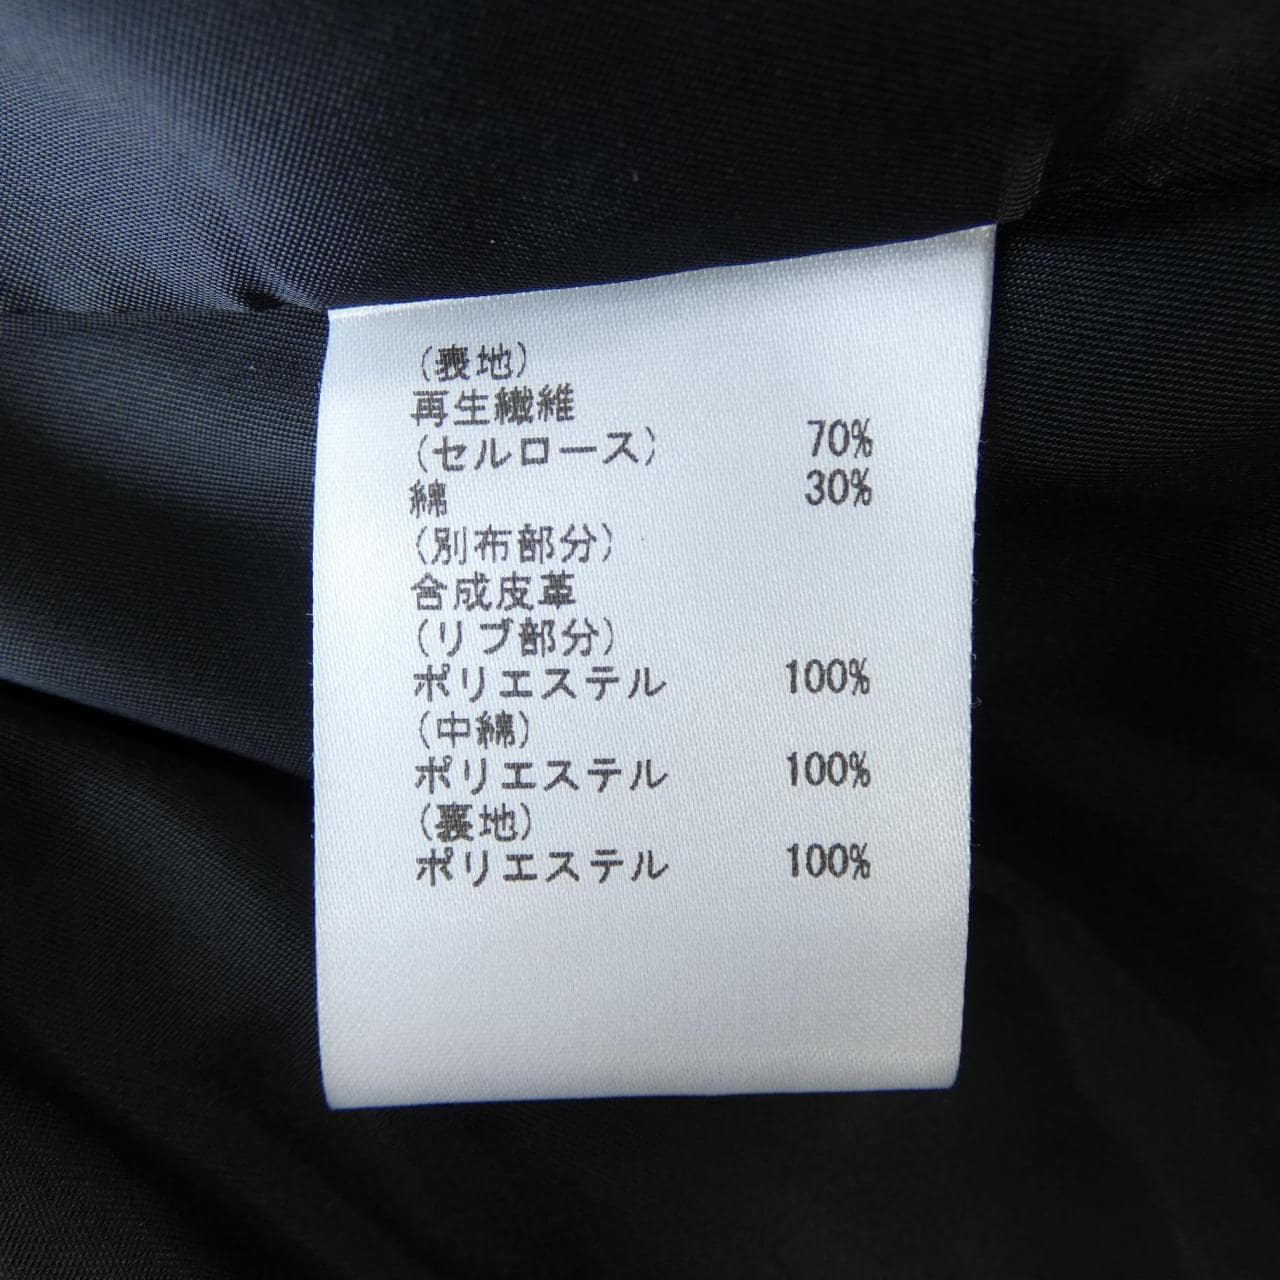 (表地)
再生繊維
(セルロース) 70%
綿 30%
(別布部分)
合成皮革
(リブ部分)
ポリエステル 100%
(中綿)
ポリエステル 100%
(裏地)
ポリエステル 100%